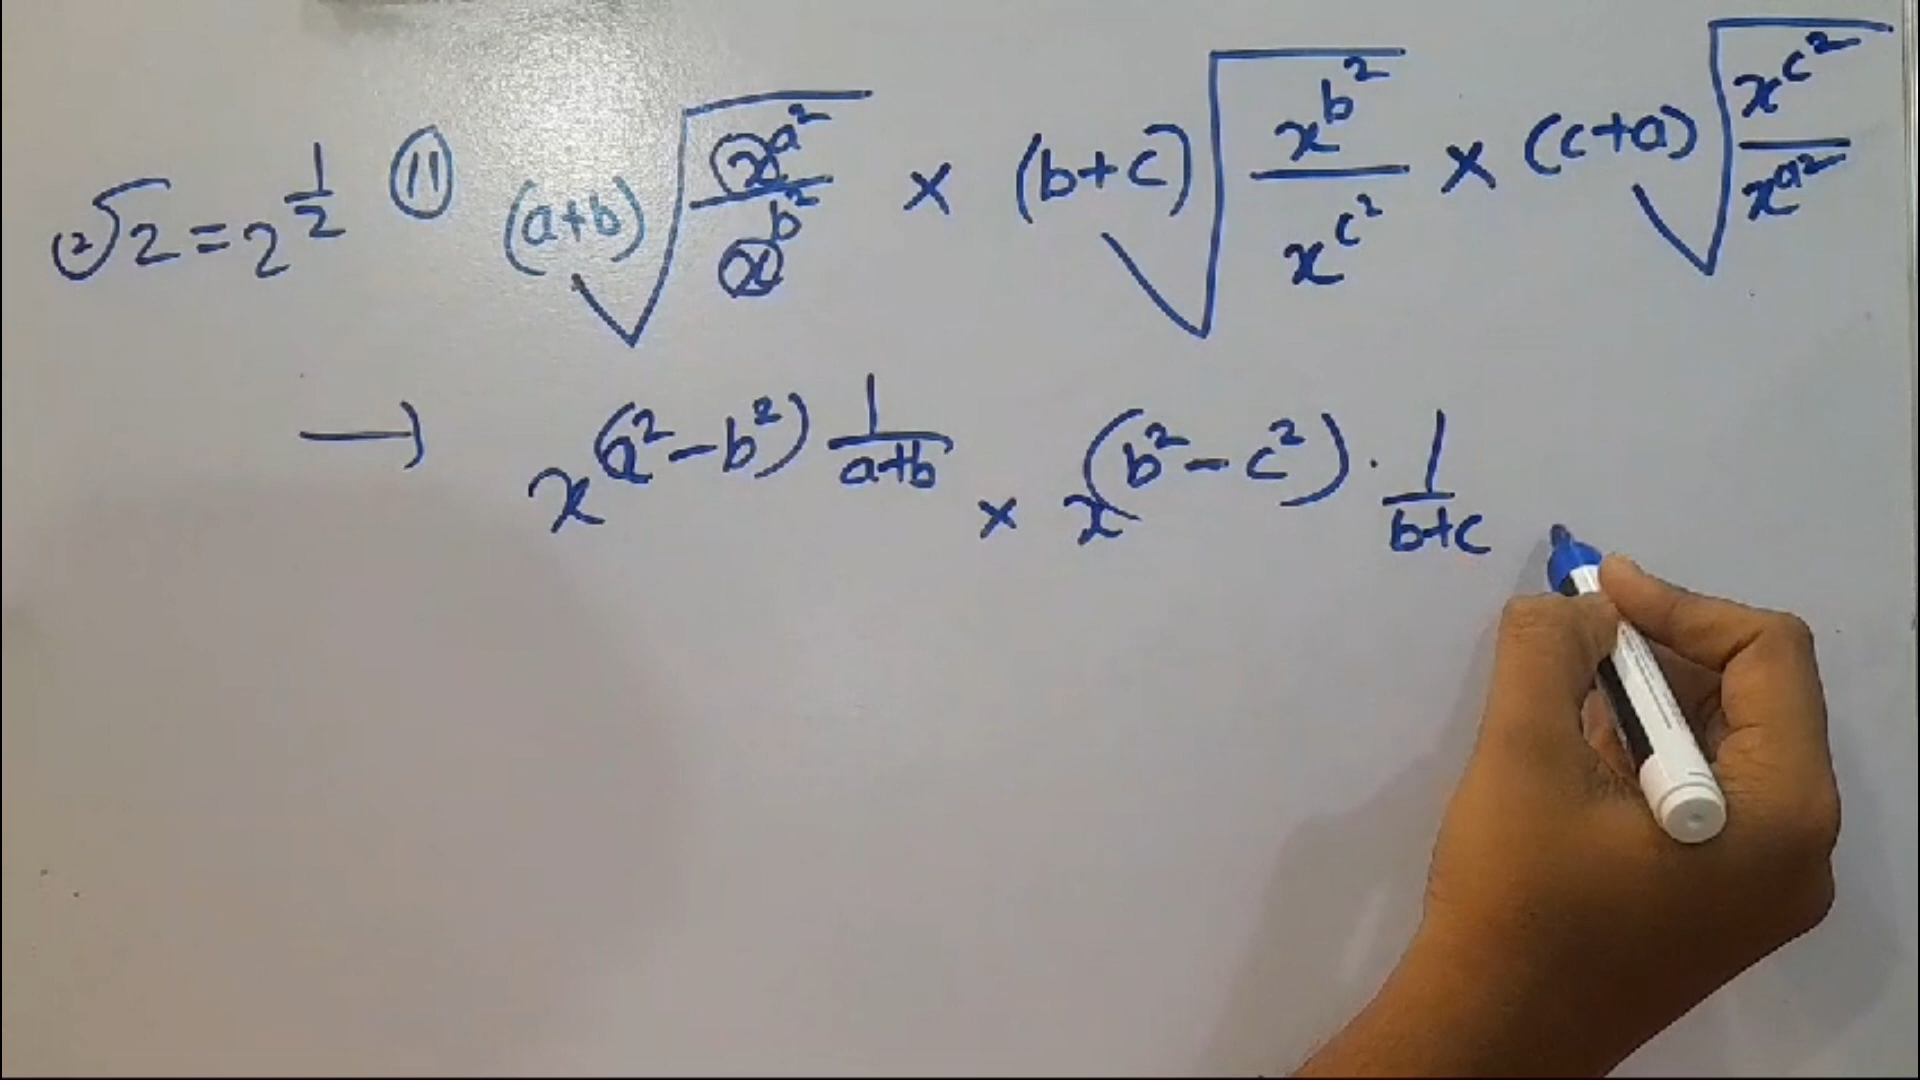 ²√2 = 2^(1/2) (11) (a+b)√(x^(a²)/x^(b²)) × (b+c)√(x^(b²)/x^(c²)) × (c+a)√(x^(c²)/x^(a²))
→ x^((a²-b²) 1/(a+b)) × x^((b²-c²)·1/(b+c))